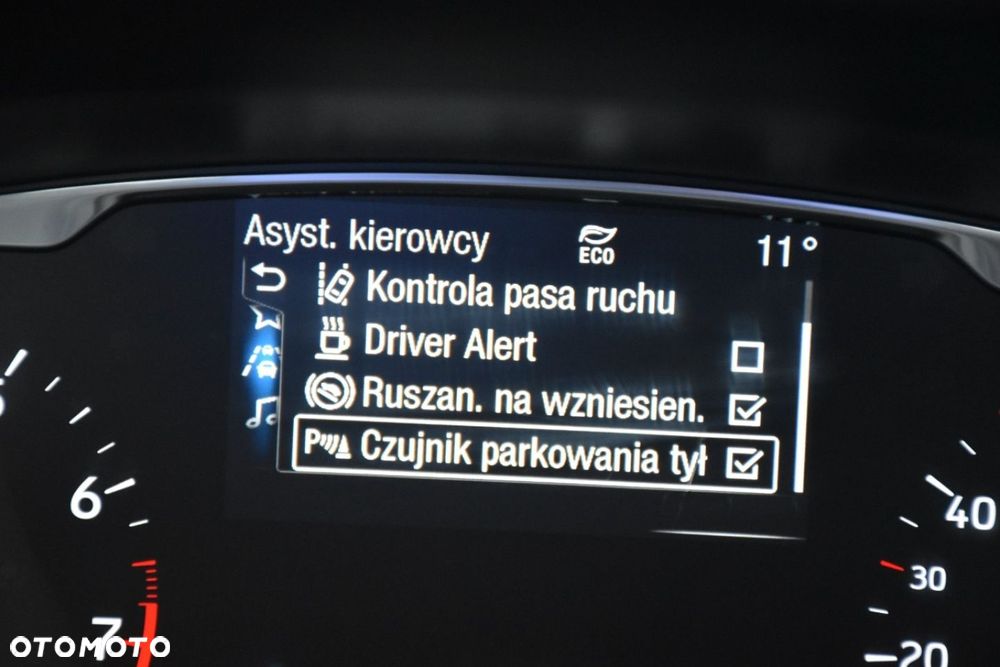 Asyst. kierowcy
ECO
11°
Kontrola pasa ruchu
Driver Alert
Ruszan. na wzniesien.
P Czujnik parkowania tył
6
7
40
30
20
OTOMOTO